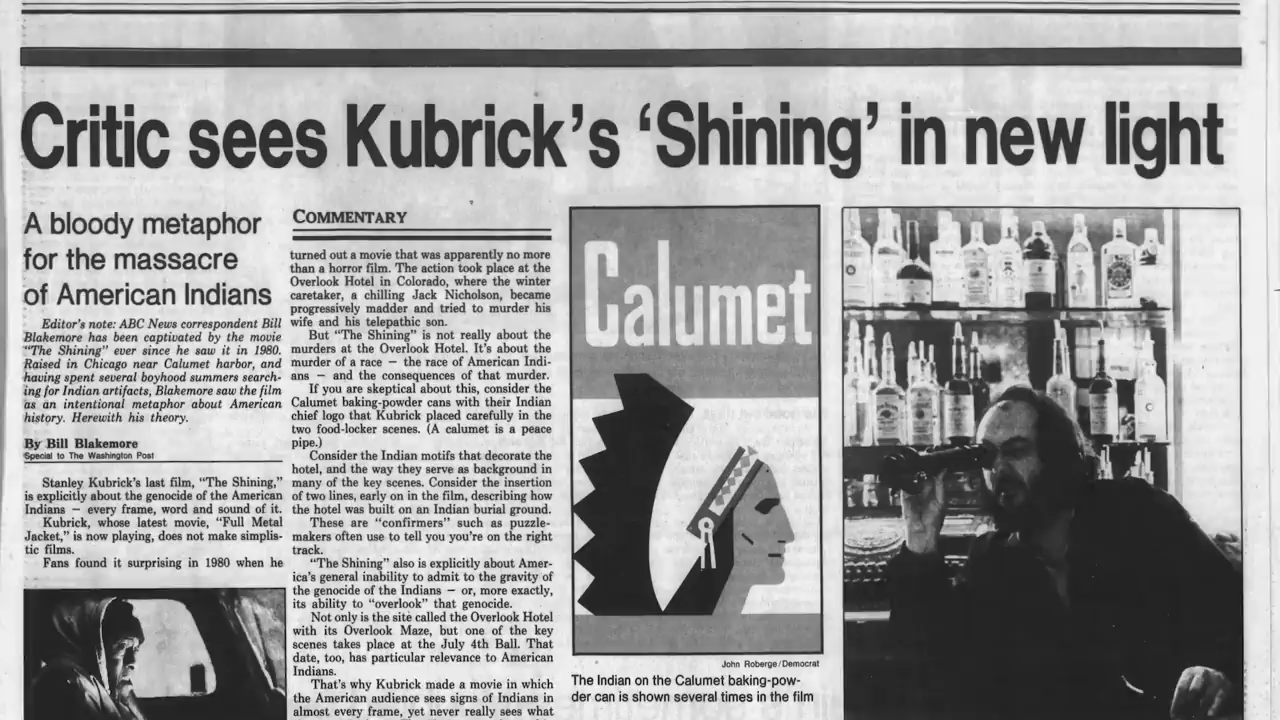 Critic sees Kubrick's 'Shining' in new light
A bloody metaphor
for the massacre
of American Indians
Editor's note: ABC News correspondent Bill
Blakemore has been captivated by the movie
"The Shining" ever since he saw it in 1980.
Raised in Chicago near Calumet harbor, and
having spent several boyhood summers search-
ing for Indian artifacts, Blakemore saw the film
as an intentional metaphor about American
history. Herewith his theory.
By Bill Blakemore
Special to The Washington Post
Stanley Kubrick's last film, "The Shining,"
is explicitly about the genocide of the American
Indians — every frame, word and sound of it.
Kubrick, whose latest movie, "Full Metal
Jacket," is now playing, does not make simplis-
tic films.
Fans found it surprising in 1980 when he
COMMENTARY
turned out a movie that was apparently no more
than a horror film. The action took place at the
Overlook Hotel in Colorado, where the winter
caretaker, a chilling Jack Nicholson, became
progressively madder and tried to murder his
wife and his telepathic son.
But "The Shining" is not really about the
murders at the Overlook Hotel. It's about the
murder of a race — the race of American Indi-
ans — and the consequences of that murder.
If you are skeptical about this, consider the
Calumet baking-powder cans with their Indian
chief logo that Kubrick placed carefully in the
two food-locker scenes. (A calumet is a peace
pipe.)
Consider the Indian motifs that decorate the
hotel, and the way they serve as background in
many of the key scenes. Consider the insertion
of two lines, early on in the film, describing how
the hotel was built on an Indian burial ground.
These are "confirmers" such as puzzle-
makers often use to tell you you're on the right
track.
"The Shining" also is explicitly about Amer-
ica's general inability to admit to the gravity of
the genocide of the Indians — or, more exactly,
its ability to "overlook" that genocide.
Not only is the site called the Overlook Hotel
with its Overlook Maze, but one of the key
scenes takes place at the July 4th Ball. That
date, too, has particular relevance to American
Indians.
That's why Kubrick made a movie in which
the American audience sees signs of Indians in
almost every frame, yet never really sees what
Calumet
John Roberge/Democrat
The Indian on the Calumet baking-pow-
der can is shown several times in the film